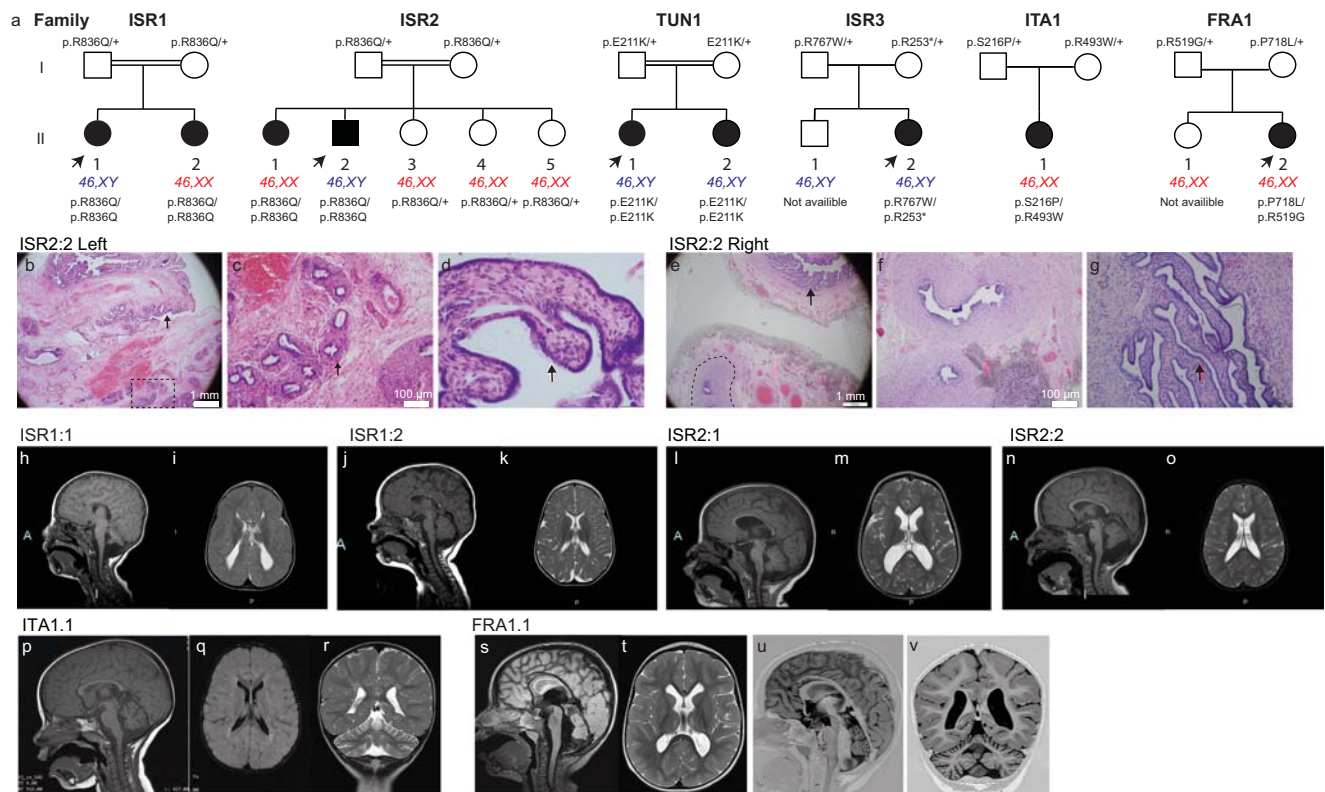 a Family ISR1 ISR2 TUN1 ISR3 ITA1 FRA1
p.R836Q/+ p.R836Q/+ p.R836Q/+ p.R836Q/+ p.E211K/+ E211K/+ p.R767W/+ p.R253*/+ p.S216P/+ p.R493W/+ p.R519G/+ p.P718L/+
I
II
1 2 1 2 3 4 5 1 2 1 2 1 1 2
46,XY 46,XX 46,XX 46,XY 46,XX 46,XX 46,XX 46,XY 46,XY 46,XY 46,XY 46,XX 46,XX 46,XX
p.R836Q/ p.R836Q/ p.R836Q/ p.R836Q/ p.R836Q/+ p.R836Q/+ p.R836Q/+ p.E211K/ p.E211K/ Not availible p.R767W/ p.S216P/ Not availible p.P718L/
p.R836Q p.R836Q p.R836Q p.R836Q p.E211K p.E211K p.R253* p.R493W p.R519G
ISR2:2 Left ISR2:2 Right
b c d e f g
1 mm 100 µm 1 mm 100 µm
ISR1:1 ISR1:2 ISR2:1 ISR2:2
h i j k l m n o
A A A A
R R
P P P P
ITA1.1 FRA1.1
p q r s t u v